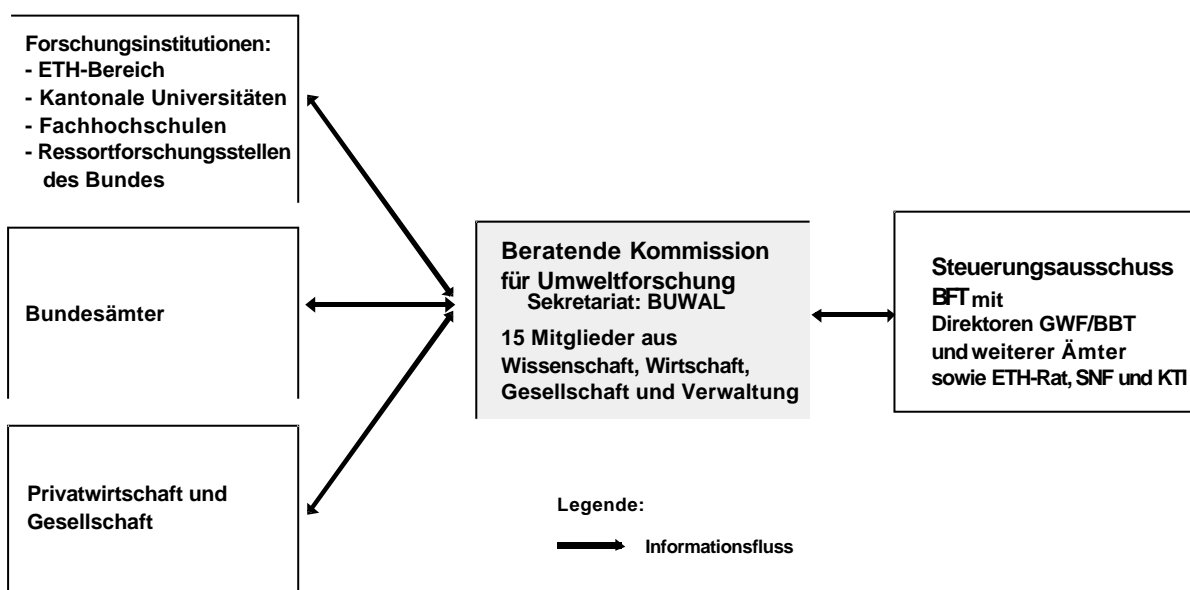 Forschungsinstitutionen:
- ETH-Bereich
- Kantonale Universitäten
- Fachhochschulen
- Ressortforschungsstellen
des Bundes
Bundesämter
Privatwirtschaft und
Gesellschaft
Beratende Kommission
für Umweltforschung
Sekretariat: BUWAL
15 Mitglieder aus
Wissenschaft, Wirtschaft,
Gesellschaft und Verwaltung
Steuerungsausschuss
BFT mit
Direktoren GWF/BBT
und weiterer Ämter
sowie ETH-Rat, SNF und KTI
Legende:
Informationsfluss